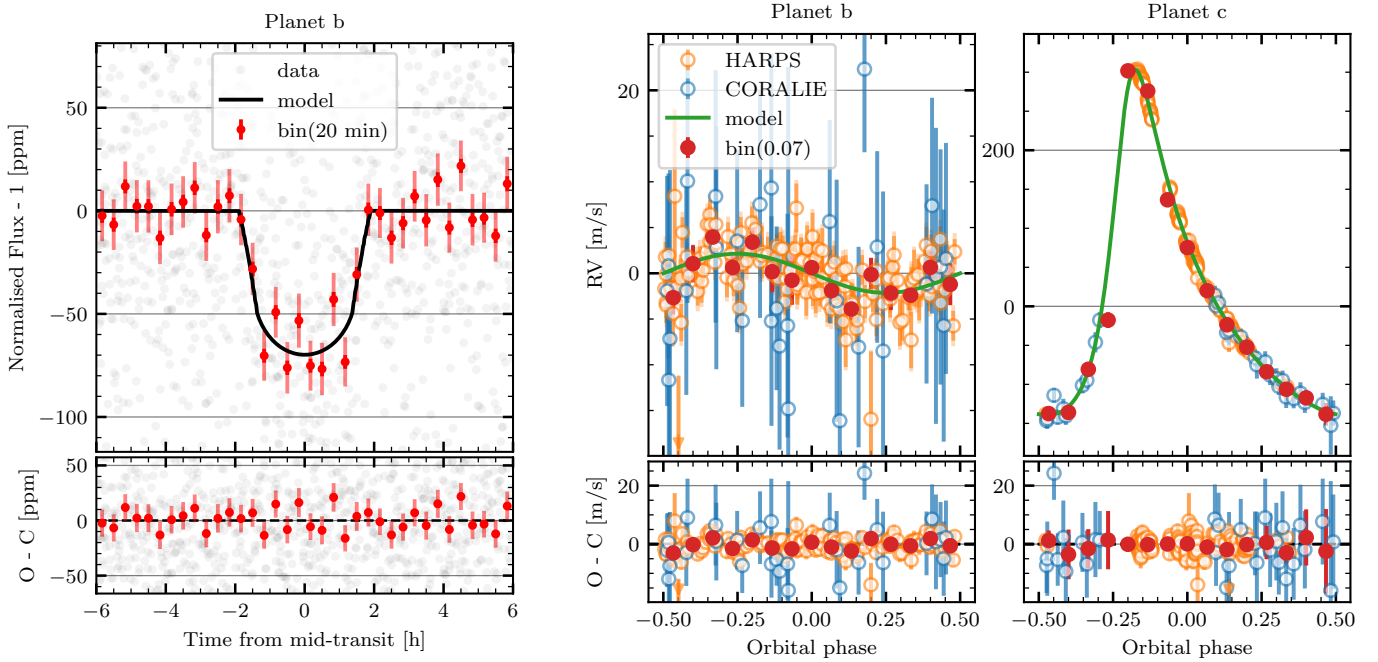 Planet b
Normalised Flux - 1 [ppm]
50
0
−50
−100
data
model
bin(20 min)
O - C [ppm]
50
0
−50
−6
−4
−2
0
2
4
6
Time from mid-transit [h]
Planet b
RV [m/s]
20
0
HARPS
CORALIE
model
bin(0.07)
O - C [m/s]
20
0
−0.50
−0.25
0.00
0.25
0.50
Orbital phase
Planet c
200
0
20
0
−0.50
−0.25
0.00
0.25
0.50
Orbital phase